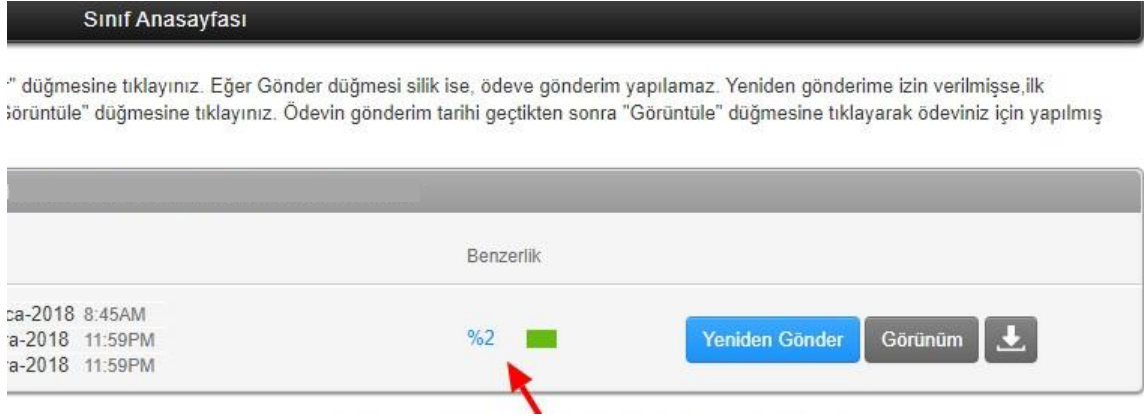 Sınıf Anasayfası
" düğmesine tıklayınız. Eğer Gönder düğmesi silik ise, ödeve gönderim yapılamaz. Yeniden gönderime izin verilmişse,ilk
Görüntüle" düğmesine tıklayınız. Ödevin gönderim tarihi geçtikten sonra "Görüntüle" düğmesine tıklayarak ödeviniz için yapılmış
Benzerlik
ca-2018 8:45AM
ra-2018 11:59PM
%2
Yeniden Gönder
Görünüm
ra-2018 11:59PM